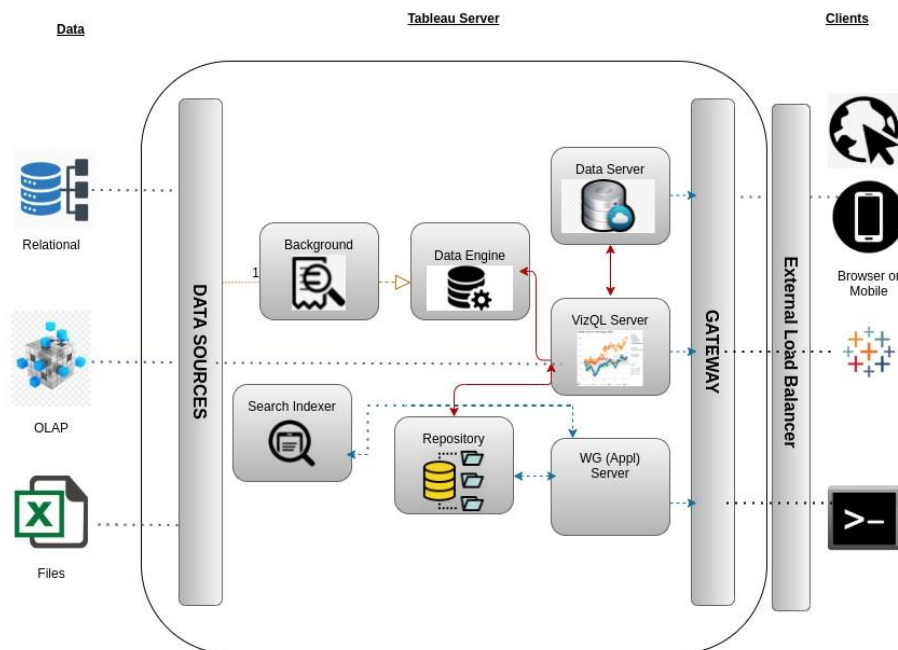 Data
Tableau Server
Clients
Relational
OLAP
Files
DATA SOURCES
1
Background
Data Engine
Data Server
VizQL Server
Search Indexer
Repository
WG (Appl)
Server
GATEWAY
External Load Balancer
Browser or
Mobile